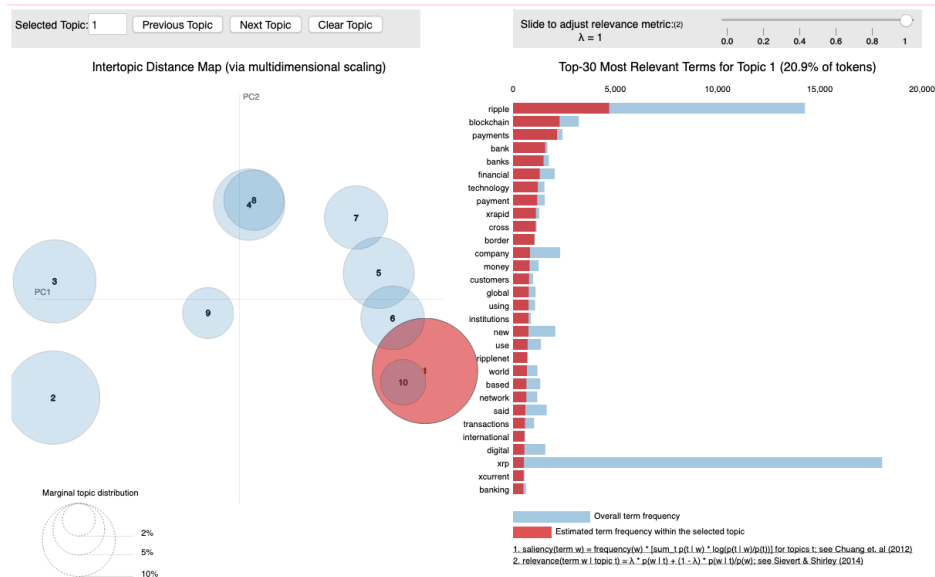 Selected Topic: 1 Previous Topic Next Topic Clear Topic
Slide to adjust relevance metric:(2)
λ = 1
0.0 0.2 0.4 0.6 0.8 1
Intertopic Distance Map (via multidimensional scaling)
PC2
PC1
4
8
7
5
3
6
9
1
10
2
Marginal topic distribution
2%
5%
10%
Top-30 Most Relevant Terms for Topic 1 (20.9% of tokens)
0 5,000 10,000 15,000 20,000
ripple
blockchain
payments
bank
banks
financial
technology
payment
xrapid
cross
border
company
money
customers
global
using
institutions
new
use
ripplenet
world
based
network
said
transactions
international
digital
xrp
xcurrent
banking
Overall term frequency
Estimated term frequency within the selected topic
1. saliency(term w) = frequency(w) * [sum_t p(t | w) * log(p(t | w)/p(t))] for topics t; see Chuang et. al (2012)
2. relevance(term w | topic t) = λ * p(w | t) + (1 - λ) * p(w | t)/p(w); see Sievert & Shirley (2014)